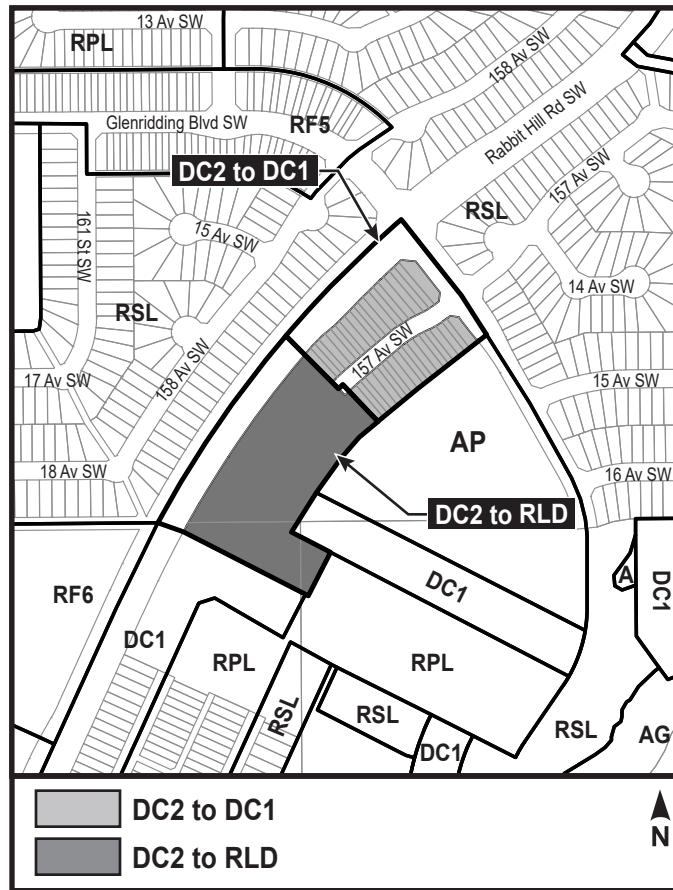 13 Av SW
RPL
158 Av SW
Rabbit Hill Rd SW
Glenridding Blvd SW
RF5
DC2 to DC1
157 Av SW
RSL
161 St SW
15 Av SW
14 Av SW
RSL
157 Av SW
158 Av SW
17 Av SW
15 Av SW
AP
18 Av SW
16 Av SW
DC2 to RLD
A
DC1
DC1
RF6
DC1
RPL
RPL
RSL
RSL
RSL
AG
DC1
DC2 to DC1
DC2 to RLD
N